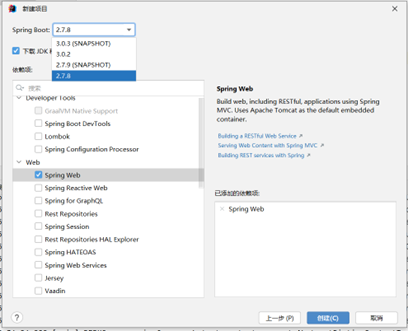 新建项目
Spring Boot: 2.7.8
3.0.3 (SNAPSHOT)
下载 JDK
3.0.2
2.7.9 (SNAPSHOT)
依赖项:
2.7.8
搜索
Developer Tools
GraalVM Native Support
Spring Boot DevTools
Lombok
Spring Configuration Processor
Web
Spring Web
Spring Reactive Web
Spring for GraphQL
Rest Repositories
Spring Session
Rest Repositories HAL Explorer
Spring HATEOAS
Spring Web Services
Jersey
Vaadin
Spring Web
Build web, including RESTful, applications using Spring
MVC. Uses Apache Tomcat as the default embedded
container.
Building a RESTful Web Service ↗
Serving Web Content with Spring MVC ↗
Building REST services with Spring ↗
已添加的依赖项:
× Spring Web
?
上一步 (P)
创建(C)
取消